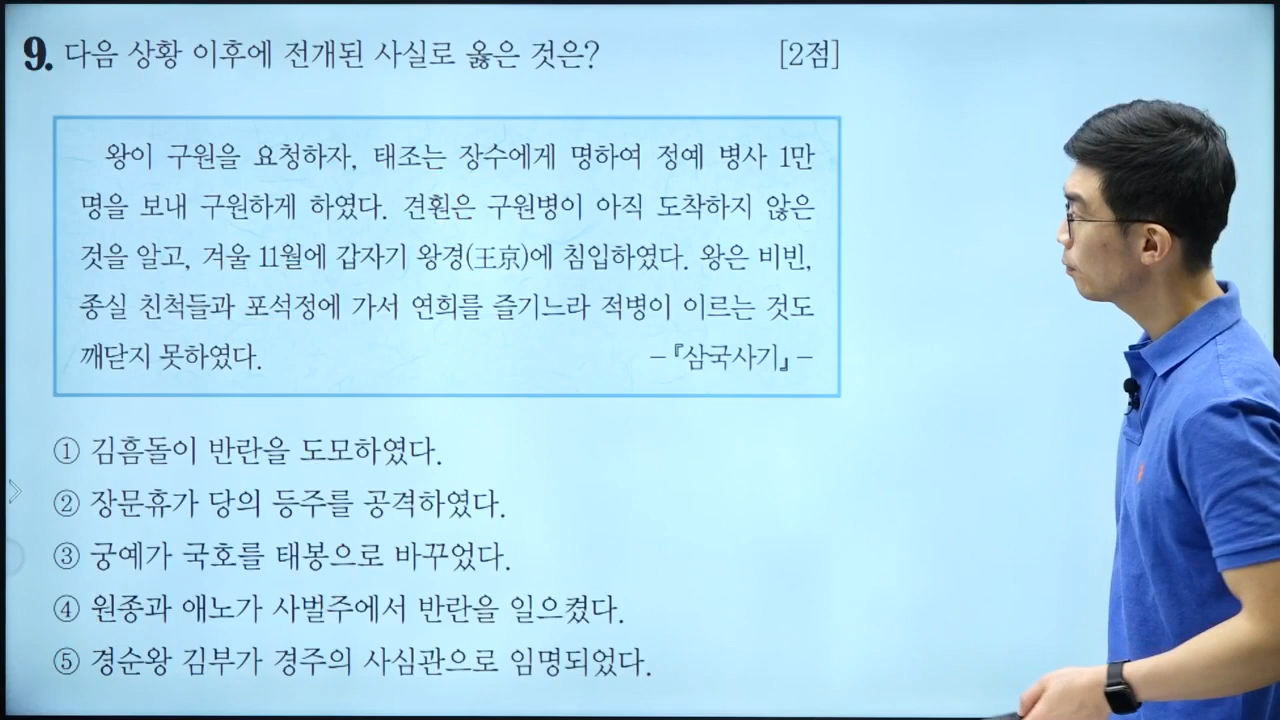 9. 다음 상황 이후에 전개된 사실로 옳은 것은? [2점]
왕이 구원을 요청하자, 태조는 장수에게 명하여 정예 병사 1만
명을 보내 구원하게 하였다. 견훤은 구원병이 아직 도착하지 않은
것을 알고, 겨울 11월에 갑자기 왕경(王京)에 침입하였다. 왕은 비빈,
종실 친척들과 포석정에 가서 연희를 즐기느라 적병이 이르는 것도
깨닫지 못하였다. -『삼국사기』-
① 김흠돌이 반란을 도모하였다.
② 장문휴가 당의 등주를 공격하였다.
③ 궁예가 국호를 태봉으로 바꾸었다.
④ 원종과 애노가 사벌주에서 반란을 일으켰다.
⑤ 경순왕 김부가 경주의 사심관으로 임명되었다.